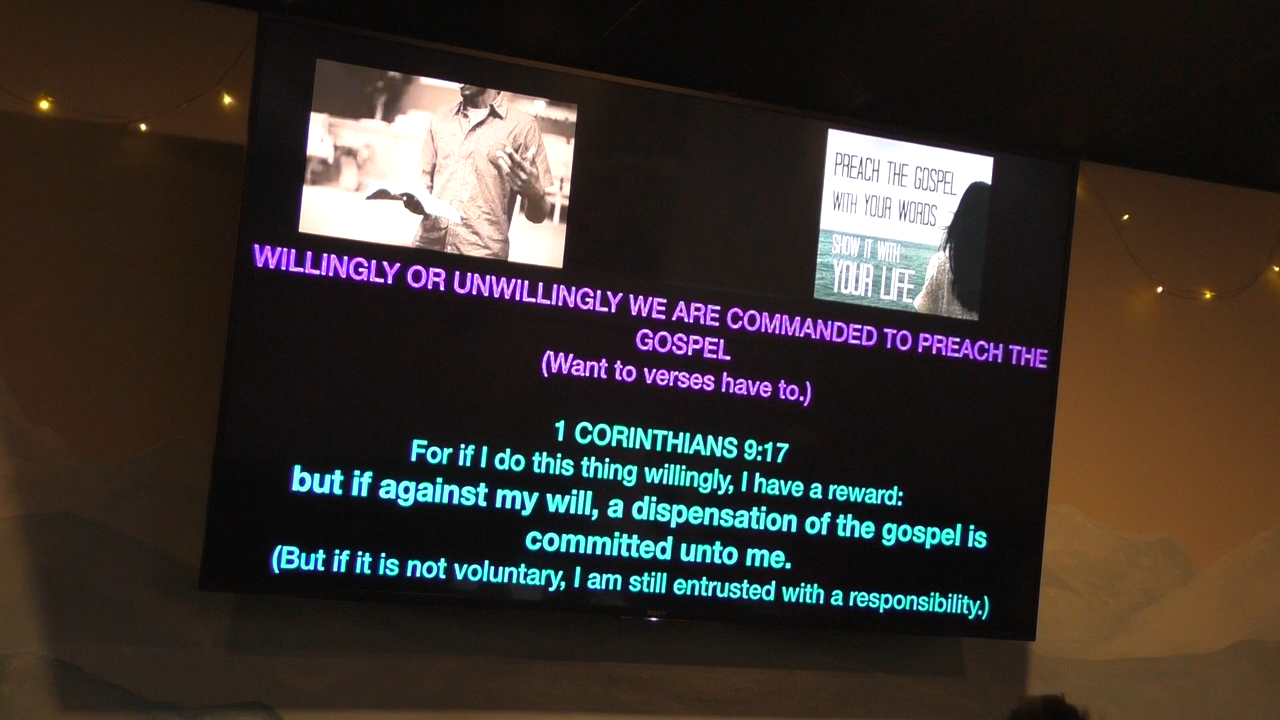 PREACH THE GOSPEL
WITH YOUR WORDS
SHOW IT WITH
YOUR LIFE
WILLINGLY OR UNWILLINGLY WE ARE COMMANDED TO PREACH THE
GOSPEL
(Want to verses have to.)
1 CORINTHIANS 9:17
For if I do this thing willingly, I have a reward:
but if against my will, a dispensation of the gospel is
committed unto me.
(But if it is not voluntary, I am still entrusted with a responsibility.)
SONY